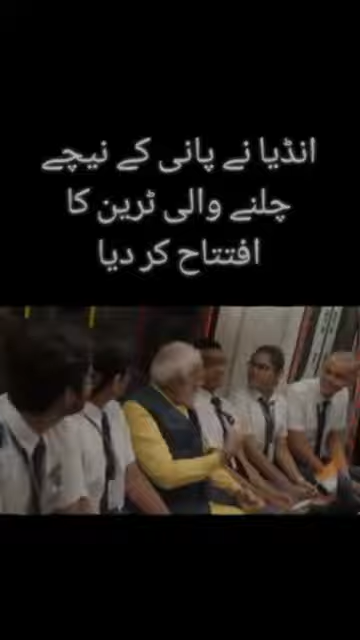 انڈیا نے پانی کے نیچے
چلنے والی ٹرین کا
افتتاح کر دیا